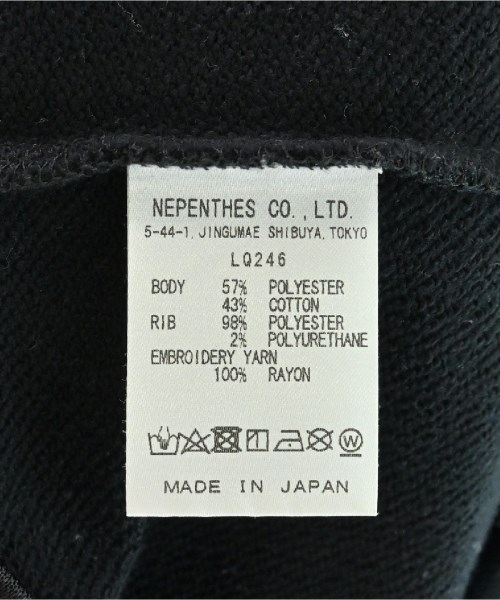 NEPENTHES CO., LTD.
5-44-1, JINGUMAE SHIBUYA, TOKYO
LQ246
BODY 57% POLYESTER
43% COTTON
RIB 98% POLYESTER
2% POLYURETHANE
EMBROIDERY YARN
100% RAYON
W
MADE IN JAPAN